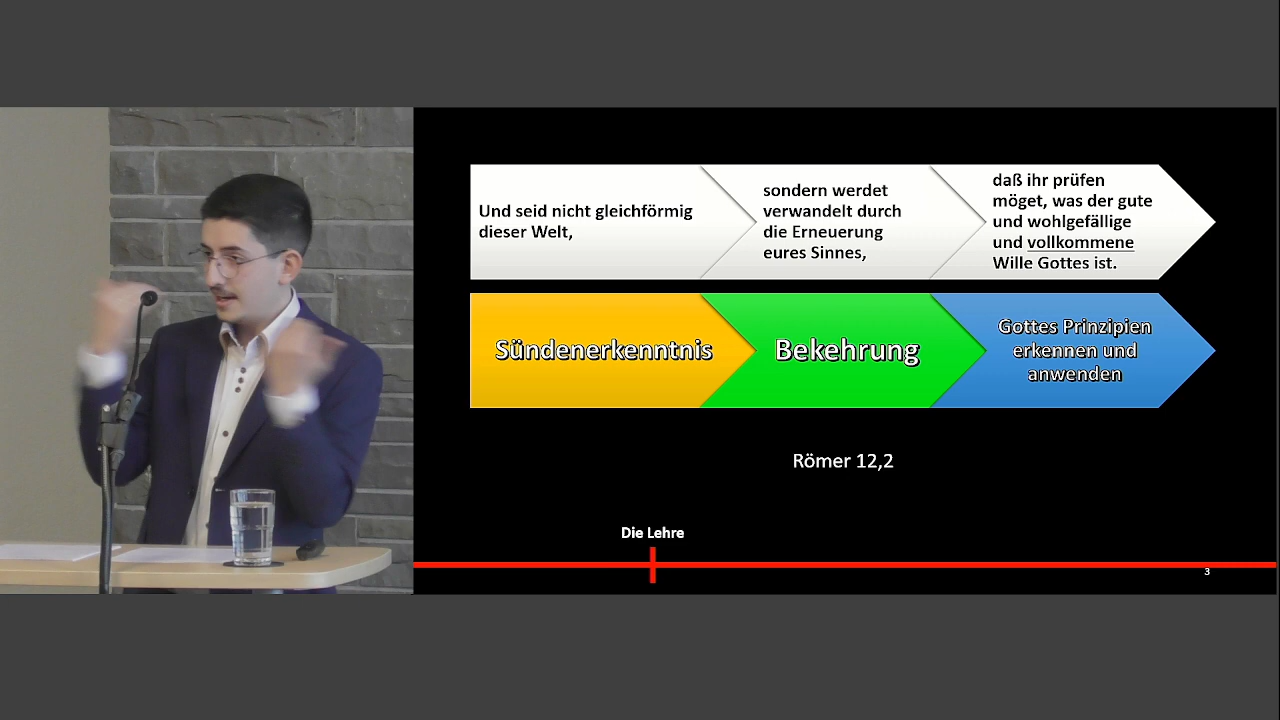 Und seid nicht gleichförmig
dieser Welt,
sondern werdet
verwandelt durch
die Erneuerung
eures Sinnes,
daß ihr prüfen
möget, was der gute
und wohlgefällige
und vollkommene
Wille Gottes ist.
Sündenerkenntnis
Bekehrung
Gottes Prinzipien
erkennen und
anwenden
Römer 12,2
Die Lehre
3